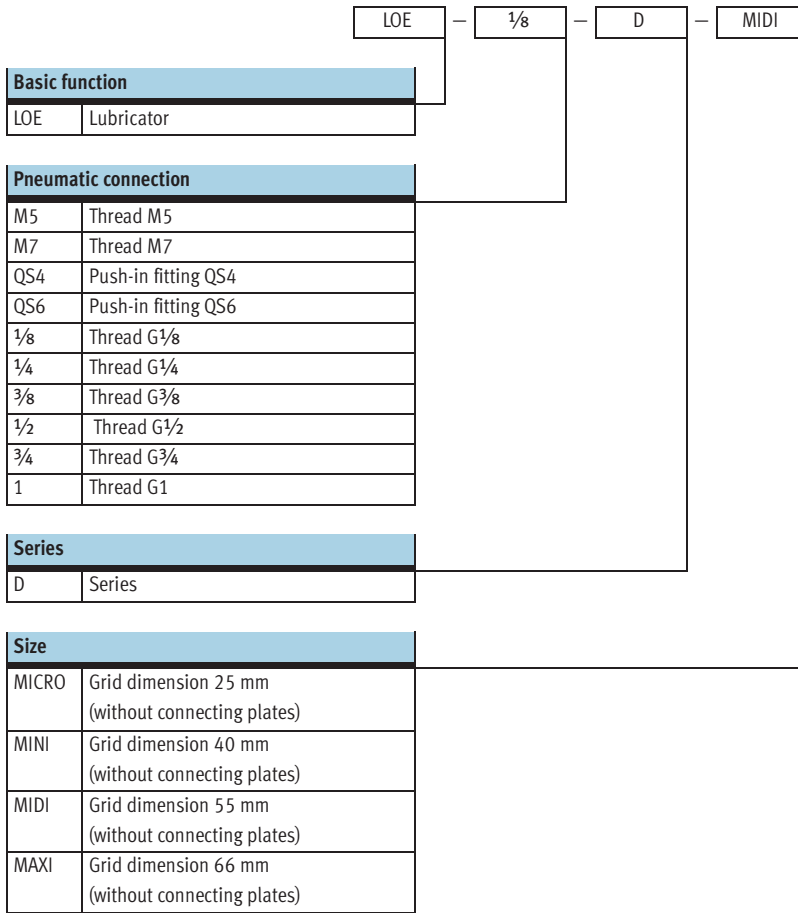 LOE – ⅛ – D – MIDI
Basic function
LOE Lubricator
Pneumatic connection
M5 Thread M5
M7 Thread M7
QS4 Push-in fitting QS4
QS6 Push-in fitting QS6
⅛ Thread G⅛
¼ Thread G¼
⅜ Thread G⅜
½ Thread G½
¾ Thread G¾
1 Thread G1
Series
D Series
Size
MICRO Grid dimension 25 mm
(without connecting plates)
MINI Grid dimension 40 mm
(without connecting plates)
MIDI Grid dimension 55 mm
(without connecting plates)
MAXI Grid dimension 66 mm
(without connecting plates)